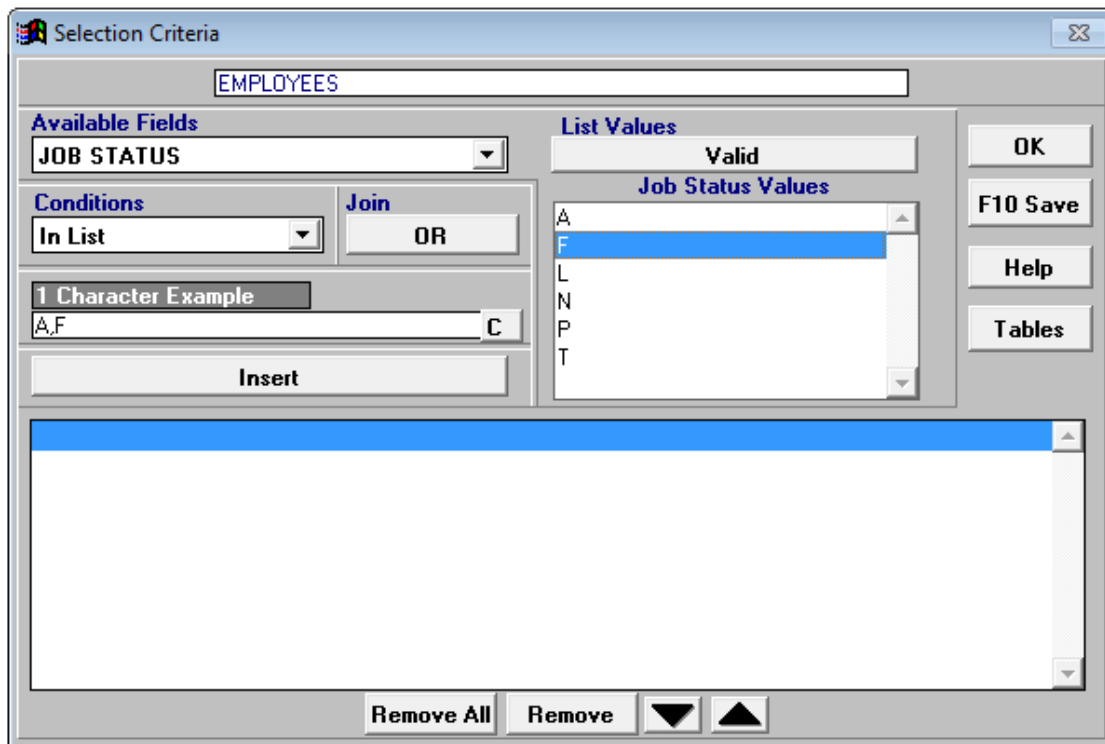 Selection Criteria
EMPLOYEES
Available Fields
JOB STATUS
List Values
Valid
OK
Conditions
In List
Join
OR
Job Status Values
A
F
L
N
P
T
F10 Save
Help
Tables
1 Character Example
A,F
C
Insert
Remove All
Remove